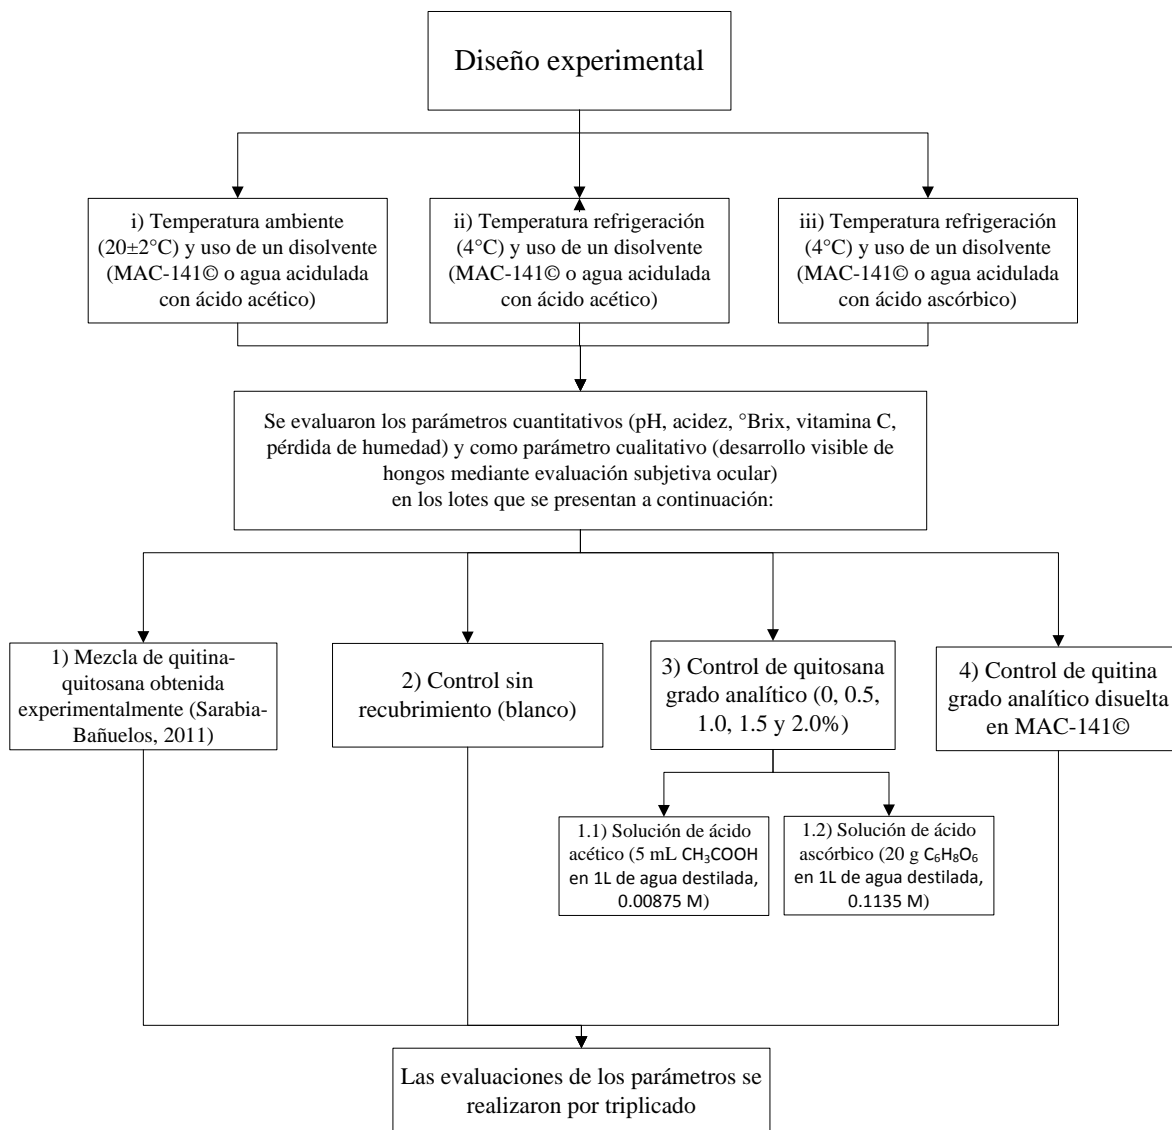 Diseño experimental
i) Temperatura ambiente
(20±2°C) y uso de un disolvente
(MAC-141© o agua acidulada
con ácido acético)
ii) Temperatura refrigeración
(4°C) y uso de un disolvente
(MAC-141© o agua acidulada
con ácido acético)
iii) Temperatura refrigeración
(4°C) y uso de un disolvente
(MAC-141© o agua acidulada
con ácido ascórbico)
Se evaluaron los parámetros cuantitativos (pH, acidez, °Brix, vitamina C,
pérdida de humedad) y como parámetro cualitativo (desarrollo visible de
hongos mediante evaluación subjetiva ocular)
en los lotes que se presentan a continuación:
1) Mezcla de quitina-
quitosana obtenida
experimentalmente (Sarabia-
Bañuelos, 2011)
2) Control sin
recubrimiento (blanco)
3) Control de quitosana
grado analítico (0, 0.5,
1.0, 1.5 y 2.0%)
4) Control de quitina
grado analítico disuelta
en MAC-141©
1.1) Solución de ácido
acético (5 mL CH₃COOH
en 1L de agua destilada,
0.00875 M)
1.2) Solución de ácido
ascórbico (20 g C₆H₈O₆
en 1L de agua destilada,
0.1135 M)
Las evaluaciones de los parámetros se
realizaron por triplicado